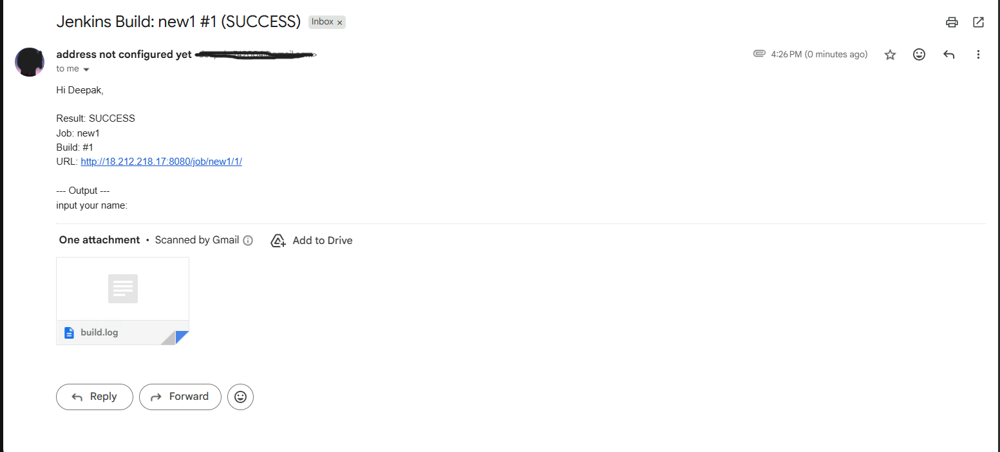 Jenkins Build: new1 #1 (SUCCESS) Inbox ×
address not configured yet
4:26 PM (0 minutes ago)
to me
Hi Deepak,
Result: SUCCESS
Job: new1
Build: #1
URL: http://18.212.218.17:8080/job/new1/1/
--- Output ---
input your name:
One attachment • Scanned by Gmail Add to Drive
build.log
Reply Forward